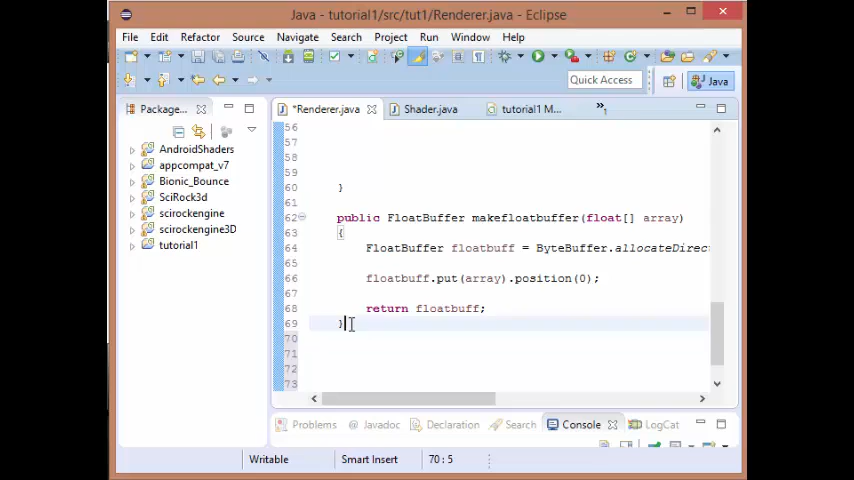 Java - tutorial1/src/tut1/Renderer.java - Eclipse
File Edit Refactor Source Navigate Search Project Run Window Help
Quick Access
Java
Package...
*Renderer.java
Shader.java
tutorial1 M...
»1
AndroidShaders
appcompat_v7
Bionic_Bounce
SciRock3d
scirockengine
scirockengine3D
tutorial1
56
57
58
59
60 }
61
62 public FloatBuffer makefloatbuffer(float[] array)
63 {
64 FloatBuffer floatbuff = ByteBuffer.allocateDirect
65
66 floatbuff.put(array).position(0);
67
68 return floatbuff;
69 }
70
71
72
73
Problems @ Javadoc Declaration Search Console LogCat
Writable Smart Insert 70 : 5